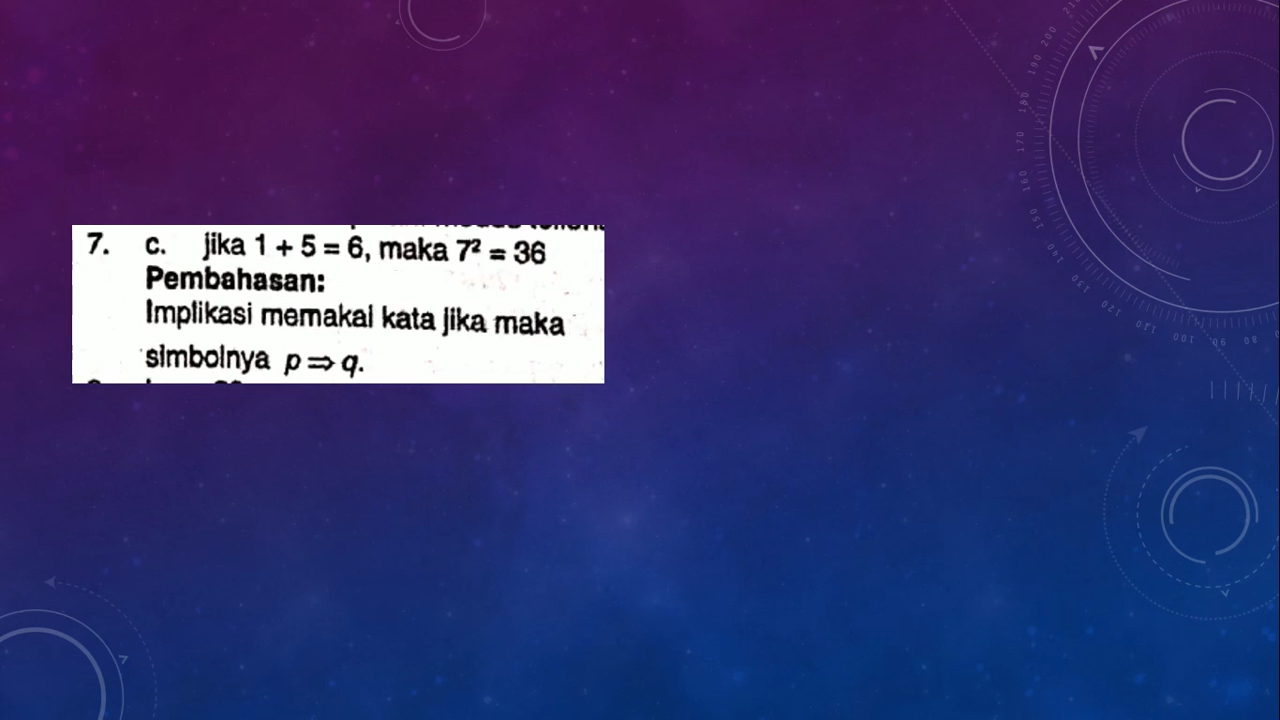 7. c. jika 1 + 5 = 6, maka 7² = 36
Pembahasan:
Implikasi memakai kata jika maka
simbolnya p ⇒ q.